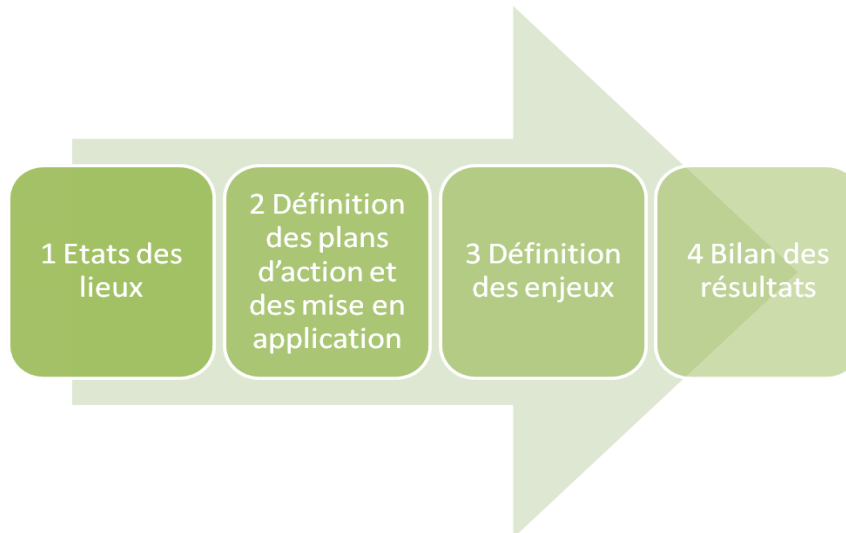 1 Etats des
lieux
2 Définition
des plans
d’action et
des mise en
application
3 Définition
des enjeux
4 Bilan des
résultats